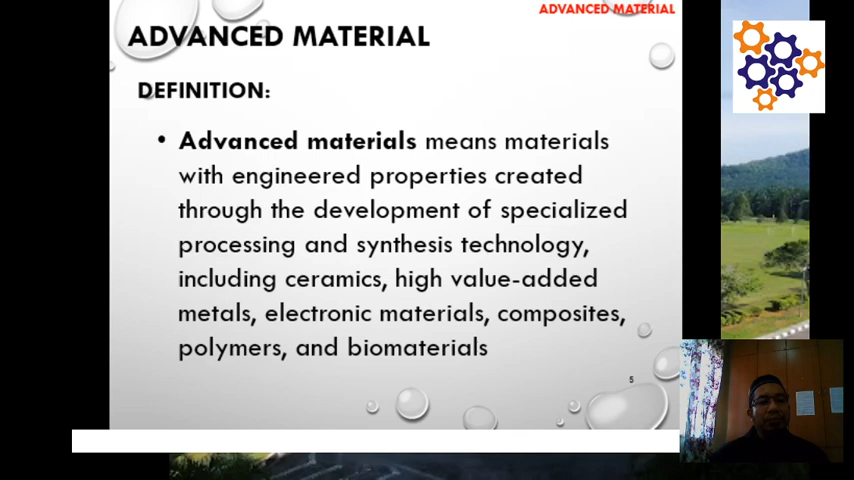 ADVANCED MATERIAL
ADVANCED MATERIAL
DEFINITION:
• Advanced materials means materials
with engineered properties created
through the development of specialized
processing and synthesis technology,
including ceramics, high value-added
metals, electronic materials, composites,
polymers, and biomaterials
5